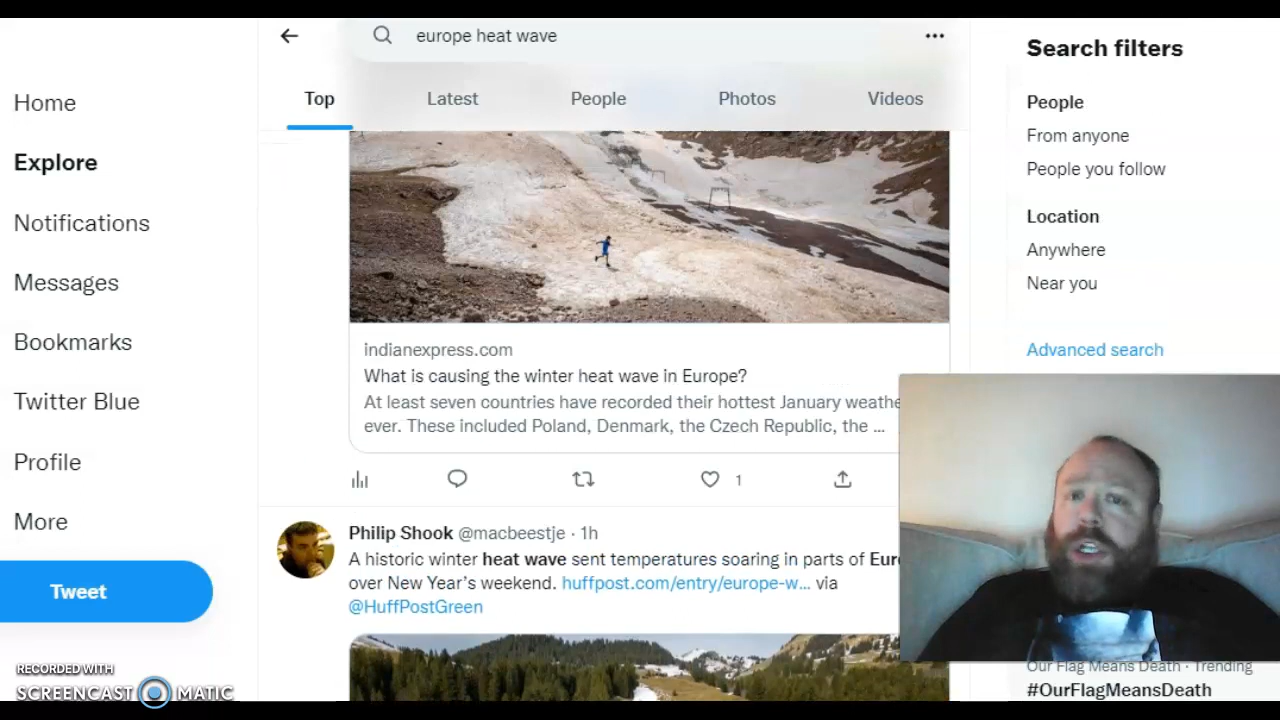 europe heat wave
Top
Latest
People
Photos
Videos
Home
Explore
Notifications
Messages
Bookmarks
Twitter Blue
Profile
More
Tweet
RECORDED WITH
SCREENCAST MATIC
indianexpress.com
What is causing the winter heat wave in Europe?
At least seven countries have recorded their hottest January weathe
ever. These included Poland, Denmark, the Czech Republic, the ...
1
Philip Shook @macbeestje · 1h
A historic winter heat wave sent temperatures soaring in parts of Eur
over New Year's weekend. huffpost.com/entry/europe-w... via
@HuffPostGreen
Search filters
People
From anyone
People you follow
Location
Anywhere
Near you
Advanced search
Our Flag Means Death · Trending
#OurFlagMeansDeath